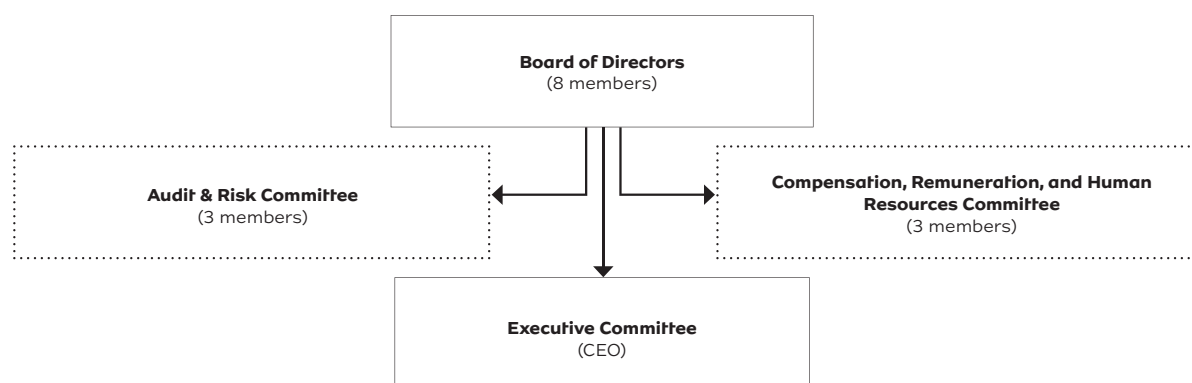 Board of Directors
(8 members)
Audit & Risk Committee
(3 members)
Compensation, Remuneration, and Human
Resources Committee
(3 members)
Executive Committee
(CEO)